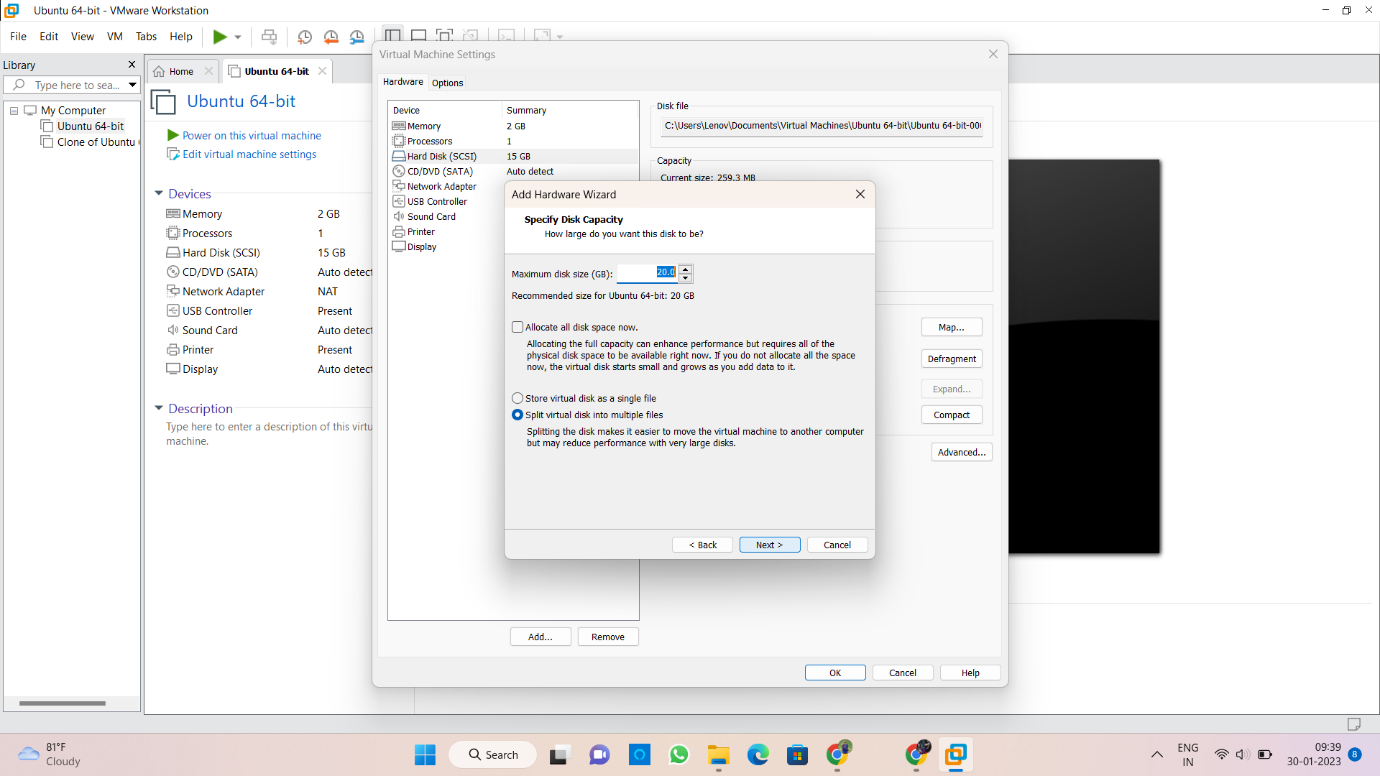 Ubuntu 64-bit - VMware Workstation
File Edit View VM Tabs Help
Library
Type here to sea...
My Computer
Ubuntu 64-bit
Clone of Ubuntu
Home
Ubuntu 64-bit
Ubuntu 64-bit
Power on this virtual machine
Edit virtual machine settings
Devices
Memory 2 GB
Processors 1
Hard Disk (SCSI) 15 GB
CD/DVD (SATA) Auto detect
Network Adapter NAT
USB Controller Present
Sound Card Auto detect
Printer Present
Display Auto detect
Description
Type here to enter a description of this virtu
machine.
Virtual Machine Settings
Hardware Options
Device Summary
Memory 2 GB
Processors 1
Hard Disk (SCSI) 15 GB
CD/DVD (SATA) Auto detect
Network Adapter
USB Controller
Sound Card
Printer
Display
Disk file
C:\Users\Lenov\Documents\Virtual Machines\Ubuntu 64-bit\Ubuntu 64-bit-00
Capacity
Current size: 259.3 MB
Map...
Defragment
Expand...
Compact
Advanced...
Add Hardware Wizard
Specify Disk Capacity
How large do you want this disk to be?
Maximum disk size (GB): 20.0
Recommended size for Ubuntu 64-bit: 20 GB
Allocate all disk space now.
Allocating the full capacity can enhance performance but requires all of the
physical disk space to be available right now. If you do not allocate all the space
now, the virtual disk starts small and grows as you add data to it.
Store virtual disk as a single file
Split virtual disk into multiple files
Splitting the disk makes it easier to move the virtual machine to another computer
but may reduce performance with very large disks.
< Back Next > Cancel
Add... Remove
OK Cancel Help
81°F
Cloudy
Search
ENG
IN
09:39
30-01-2023
8